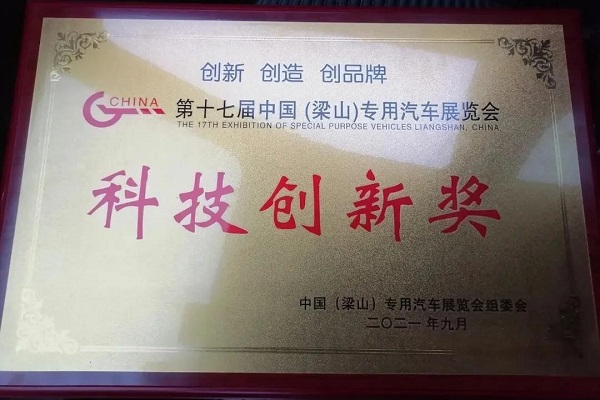 创新 创造 创品牌
CHINA
第十七届中国(梁山)专用汽车展览会
THE 17TH EXHIBITION OF SPECIAL PURPOSE VEHICLES LIANGSHAN, CHINA
科技创新奖
中国(梁山)专用汽车展览会组委会
二〇二一年九月